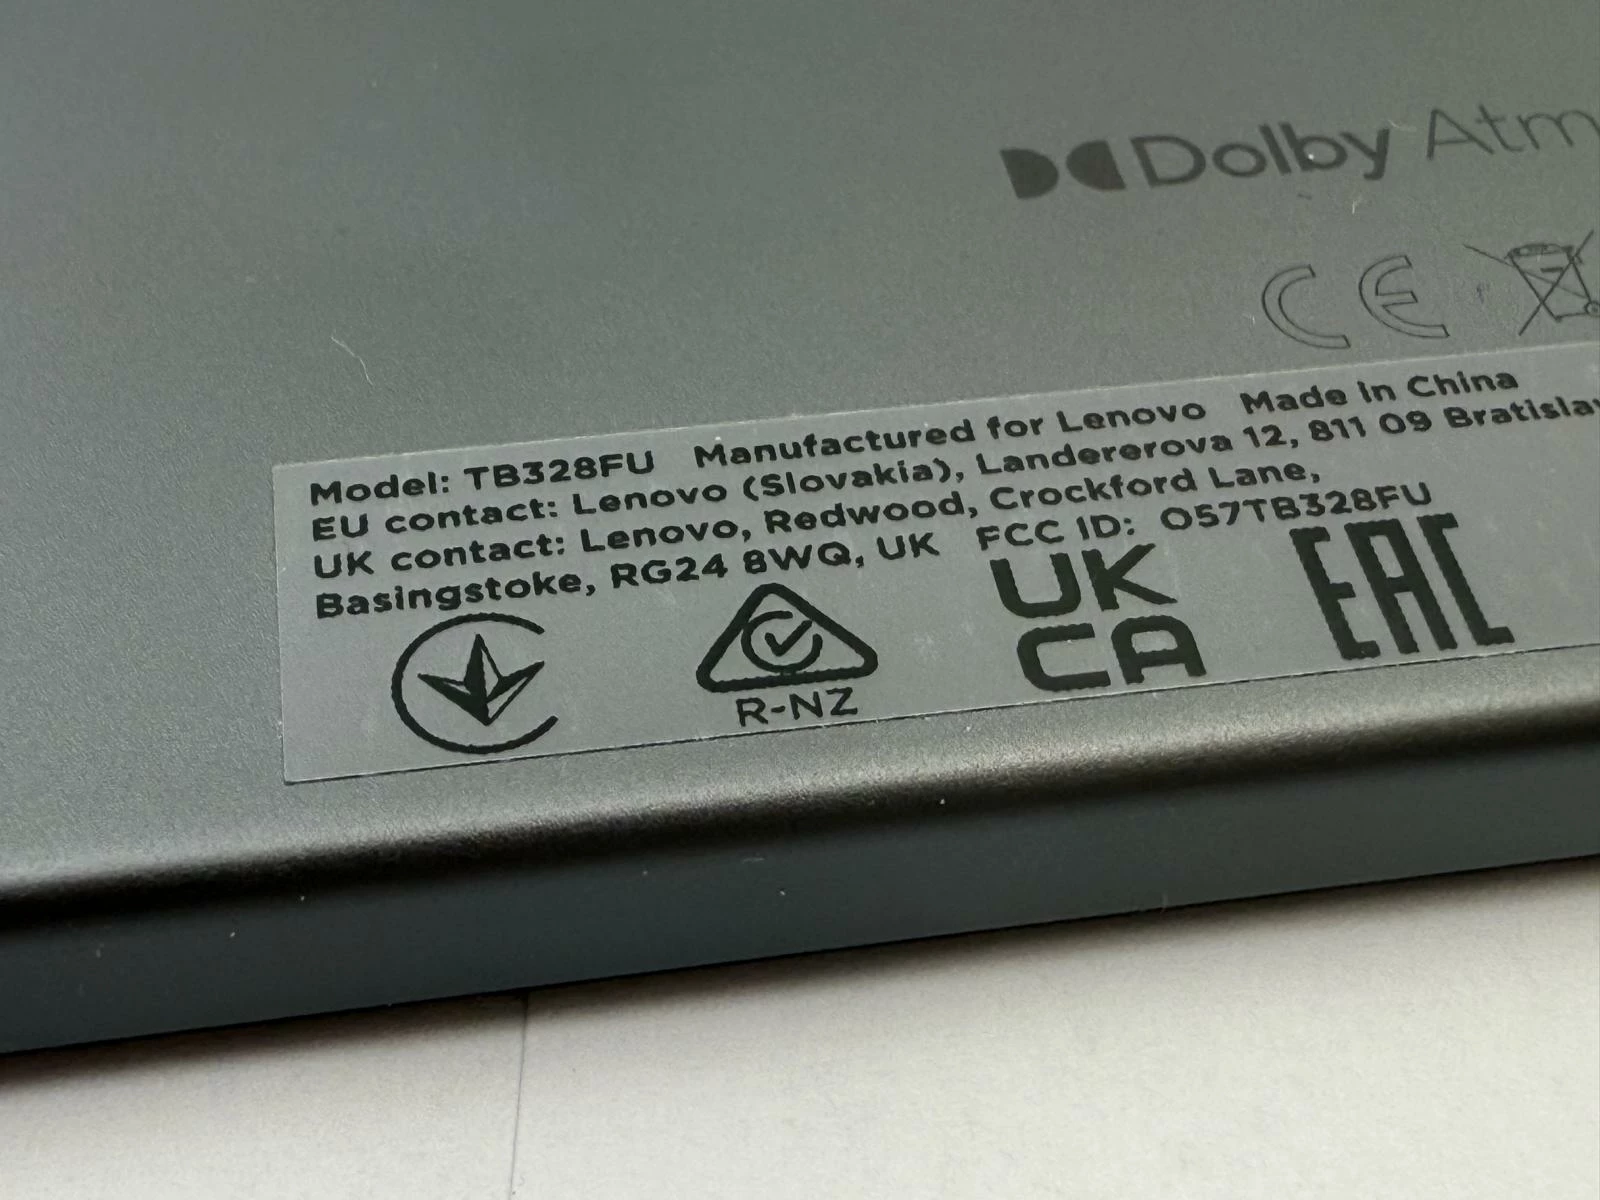 Dolby Atm
CE
Model: TB328FU Manufactured for Lenovo Made in China
EU contact: Lenovo (Slovakia), Landererova 12, 811 09 Bratisla
UK contact: Lenovo, Redwood, Crockford Lane,
Basingstoke, RG24 8WQ, UK FCC ID: O57TB328FU
R-NZ
UK
CA
EAC